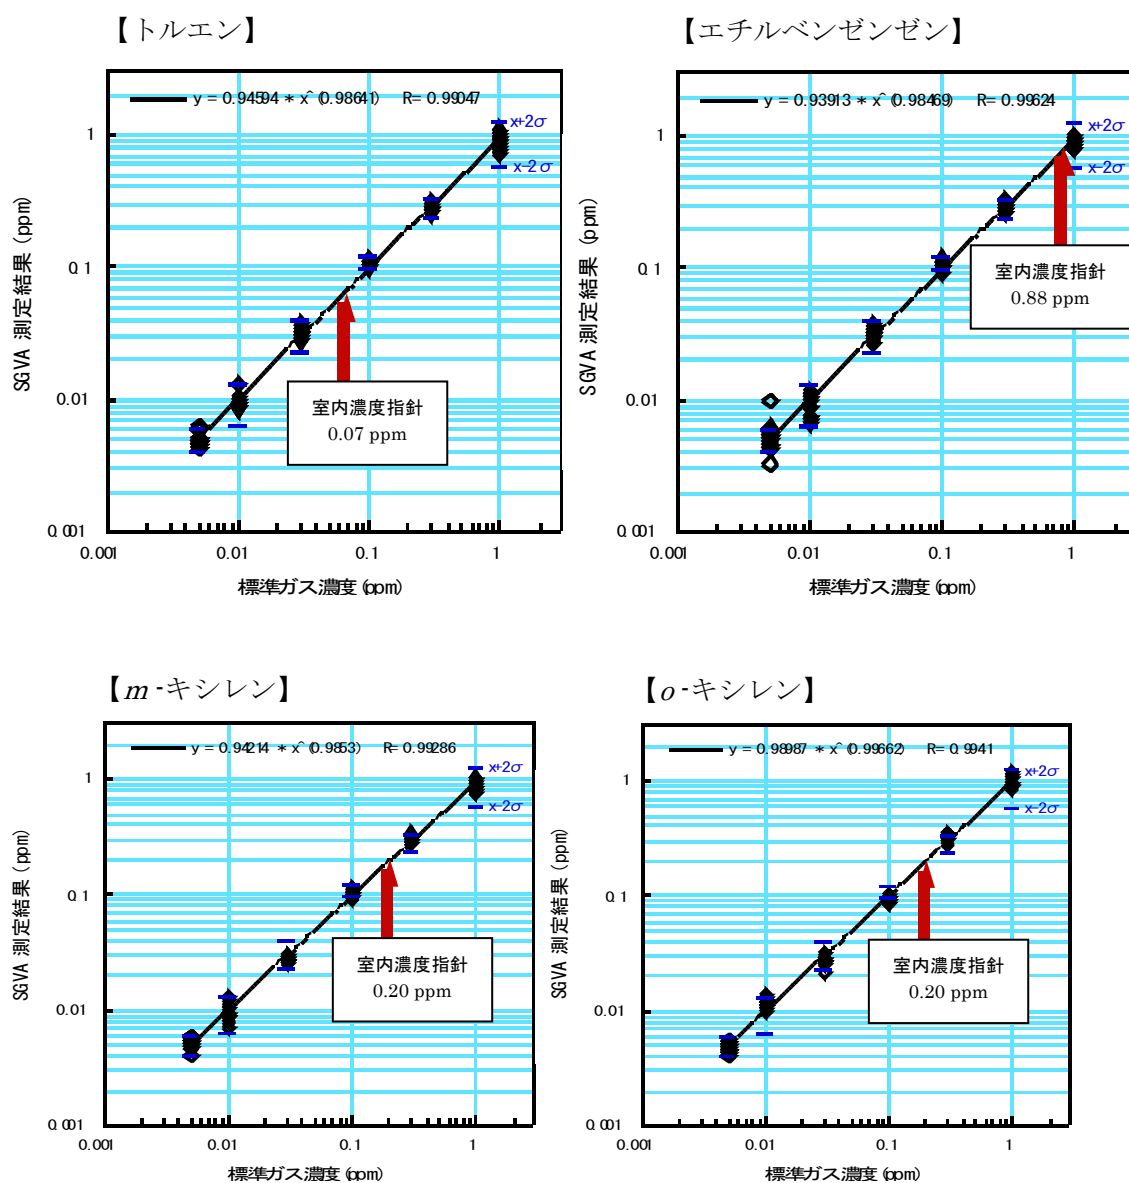 【トルエン】
y = 0.94594 * x^(0.98641) R= 0.99047
x+2σ
x-2σ
1
0.1
0.01
0.001
SGVA 測定結果 (ppm)
室内濃度指針
0.07 ppm
0.001 0.01 0.1 1
標準ガス濃度 (ppm)
【エチルベンゼンゼン】
y = 0.93913 * x^(0.98469) R= 0.99624
x+2σ
x-2σ
1
0.1
0.01
0.001
SGVA 測定結果 (ppm)
室内濃度指針
0.88 ppm
0.001 0.01 0.1 1
標準ガス濃度 (ppm)
【m-キシレン】
y = 0.94214 * x^(0.9853) R= 0.99286
x+2σ
x-2σ
1
0.1
0.01
0.001
SGVA 測定結果 (ppm)
室内濃度指針
0.20 ppm
0.001 0.01 0.1 1
標準ガス濃度 (ppm)
【o-キシレン】
y = 0.98987 * x^(0.99662) R= 0.9941
x+2σ
x-2σ
1
0.1
0.01
0.001
SGVA 測定結果 (ppm)
室内濃度指針
0.20 ppm
0.001 0.01 0.1 1
標準ガス濃度 (ppm)